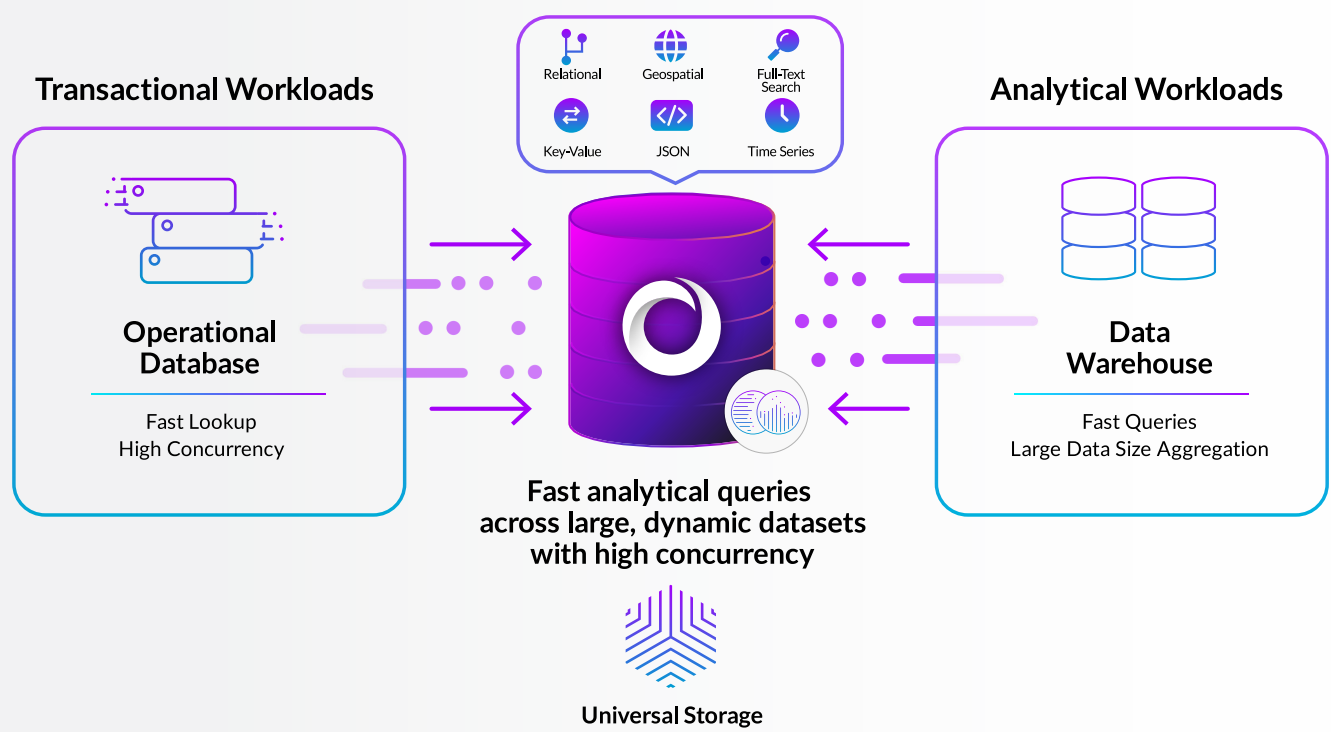 Relational
Geospatial
Full-Text
Search
Key-Value
JSON
Time Series
Transactional Workloads
Operational
Database
Fast Lookup
High Concurrency
Analytical Workloads
Data
Warehouse
Fast Queries
Large Data Size Aggregation
Fast analytical queries
across large, dynamic datasets
with high concurrency
Universal Storage